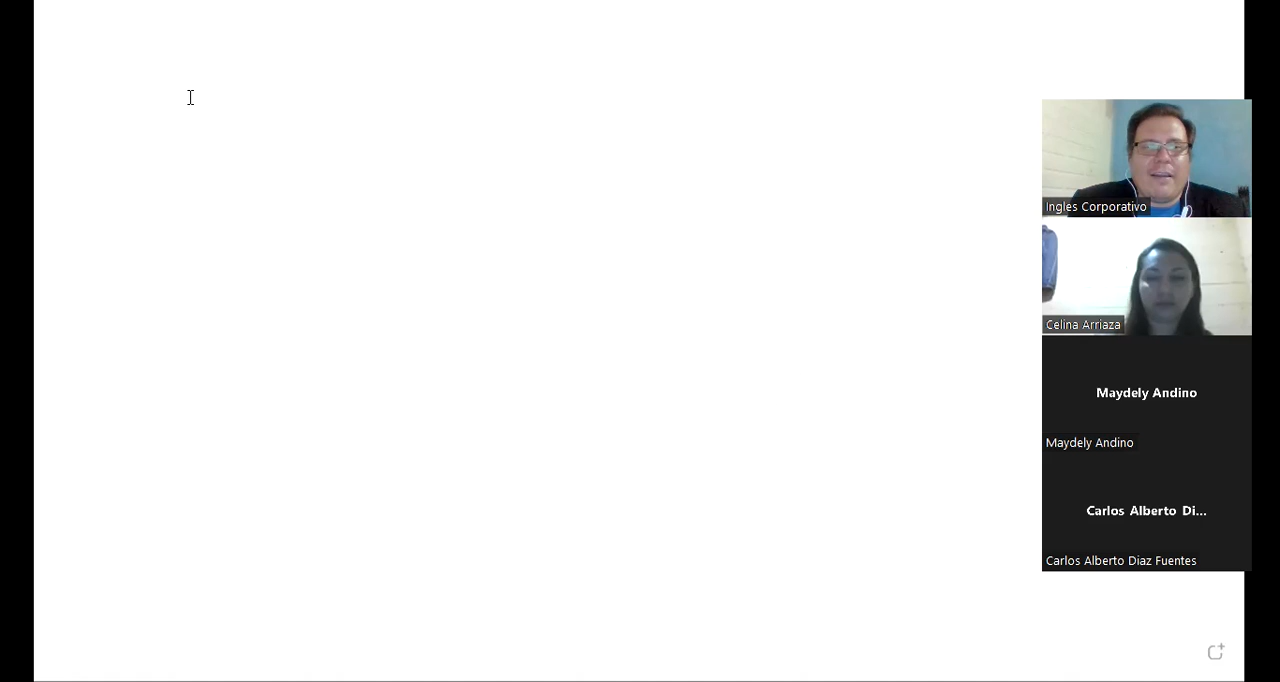 Ingles Corporativo
Celina Arriaza
Maydely Andino
Maydely Andino
Carlos Alberto Di...
Carlos Alberto Diaz Fuentes